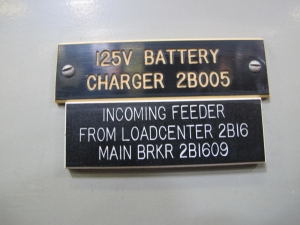 125V BATTERY
CHARGER 2B005
INCOMING FEEDER
FROM LOADCENTER 2B16
MAIN BRKR 2B1609